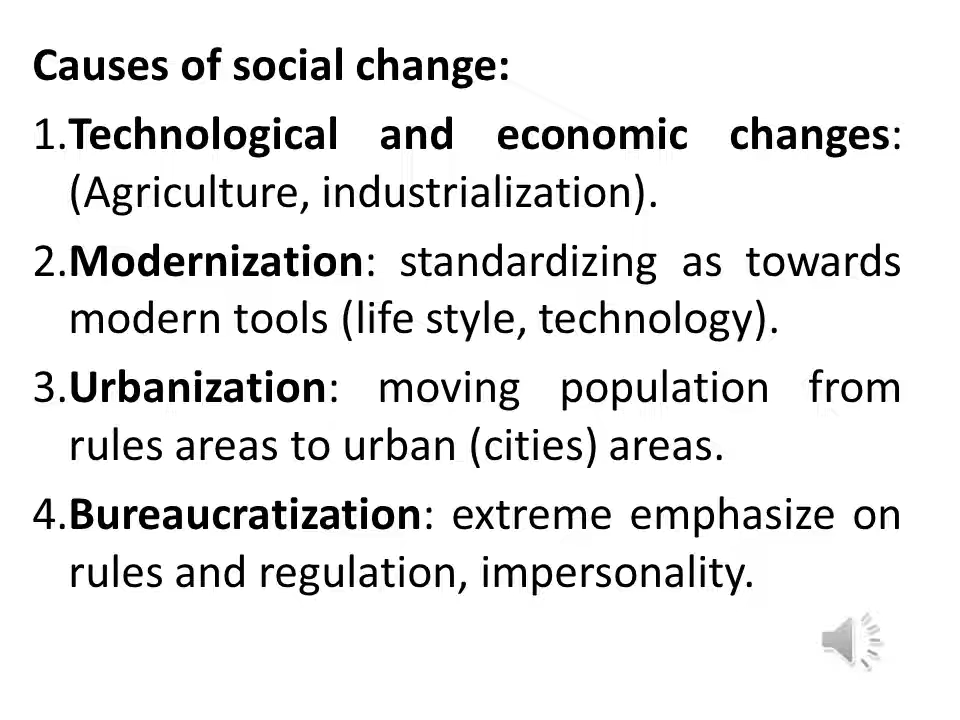 Causes of social change:
1.Technological and economic changes:
(Agriculture, industrialization).
2.Modernization: standardizing as towards
modern tools (life style, technology).
3.Urbanization: moving population from
rules areas to urban (cities) areas.
4.Bureaucratization: extreme emphasize on
rules and regulation, impersonality.